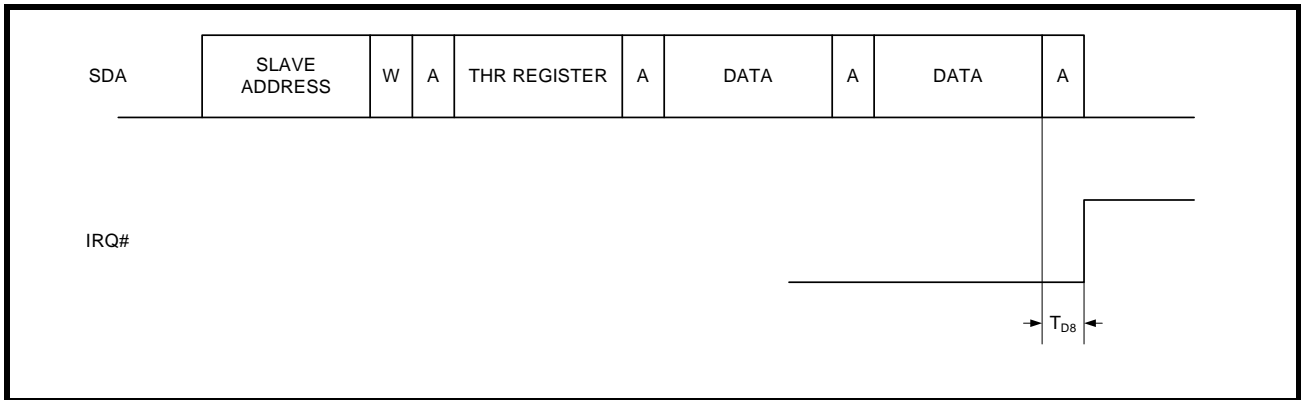 SDA
SLAVE
ADDRESS
W
A
THR REGISTER
A
DATA
A
DATA
A
IRQ#
TD8